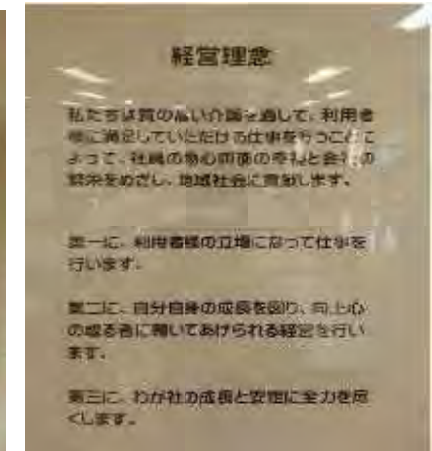 経営理念
私たちは質の高い介護を通して、利用者
様に満足していただける仕事を行うことに
よって、社員の物心両面の幸福と会社の
繁栄をめざし、地域社会に貢献します。
第一に、利用者様の立場になって仕事を
行います。
第二に、自分自身の成長を図り、向上心
の或る者に報いてあげられる経営を行い
ます。
第三に、わが社の成長と安定に全力を尽
くします。